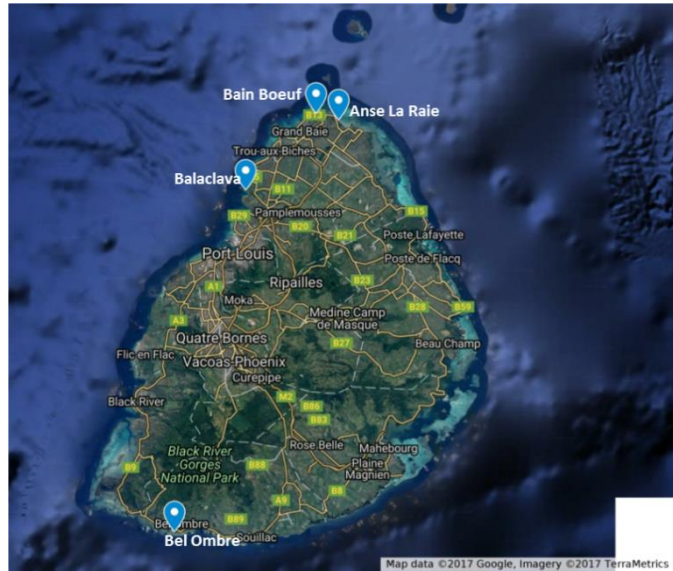 Bain Boeuf
Anse La Raie
B13
Grand Baie
Trou-aux-Biches
Balaclava
B11
B29
Pamplemousses
B15
B20
B21
Poste Lafayette
Port Louis
Poste de Flacq
Ripailles
B23
A1
Moka
B28
B59
Medine Camp
de Masque
A3
Quatre Bornes
B27
Beau Champ
Flic en Flac
Vacoas-Phoenix
Curepipe
M2
Black River
B86
B83
Rose Belle
Mahebourg
Black River
Gorges
National Park
B9
B88
Plaine
Magnien
B8
A9
B89
Souillac
Bel Ombre
Map data ©2017 Google, Imagery ©2017 TerraMetrics